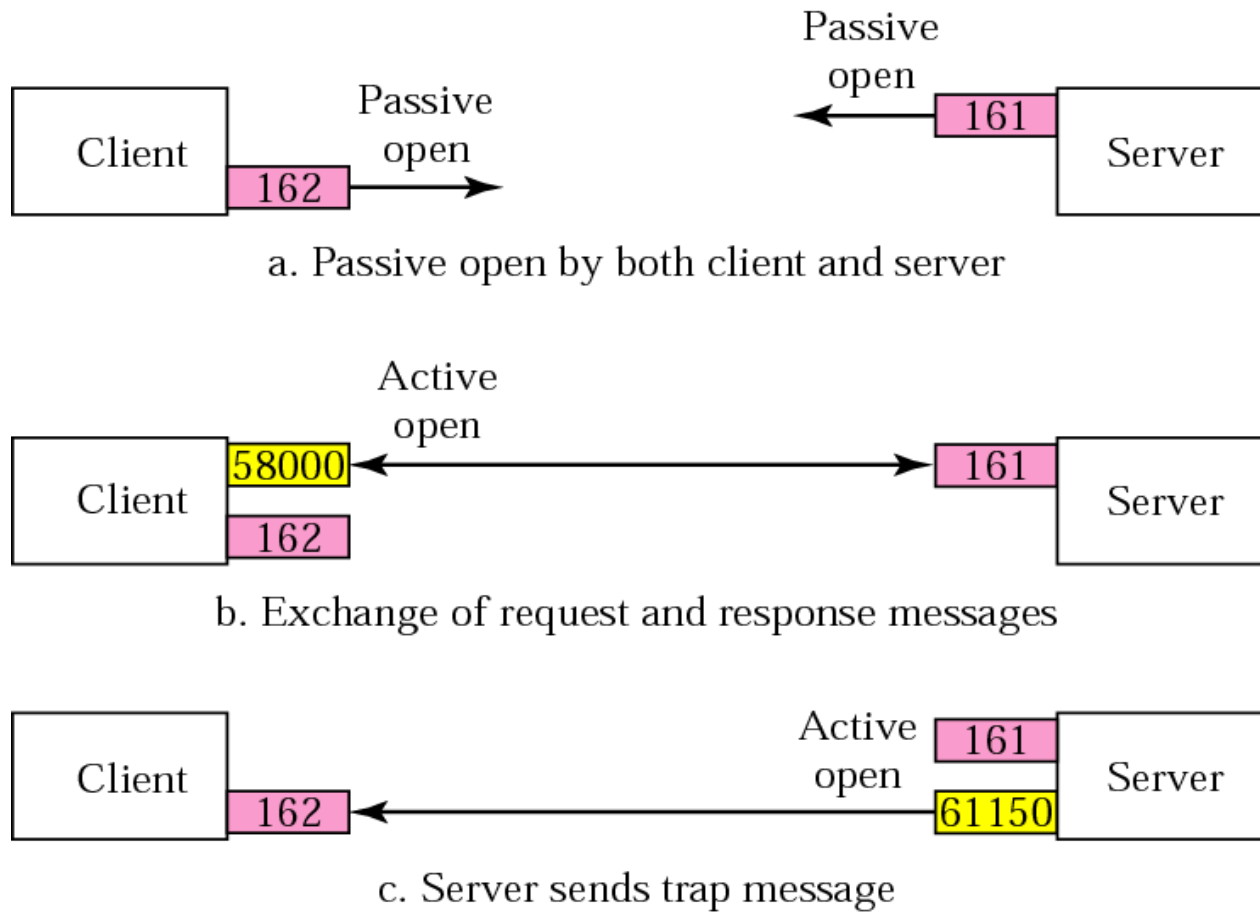 Passive
open
161
Server
Client
Passive
open
162
a. Passive open by both client and server
Active
open
Client
58000
162
161
Server
b. Exchange of request and response messages
Client
162
Active
open
161
61150
Server
c. Server sends trap message